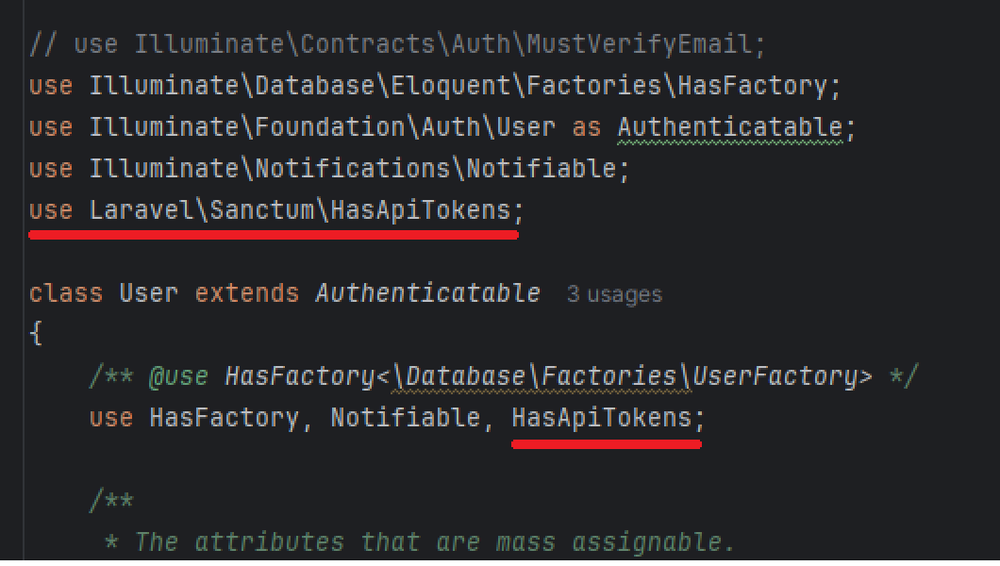 // use Illuminate\Contracts\Auth\MustVerifyEmail;
use Illuminate\Database\Eloquent\Factories\HasFactory;
use Illuminate\Foundation\Auth\User as Authenticatable;
use Illuminate\Notifications\Notifiable;
use Laravel\Sanctum\HasApiTokens;
class User extends Authenticatable 3 usages
{
/** @use HasFactory<\Database\Factories\UserFactory> */
use HasFactory, Notifiable, HasApiTokens;
/**
* The attributes that are mass assignable.